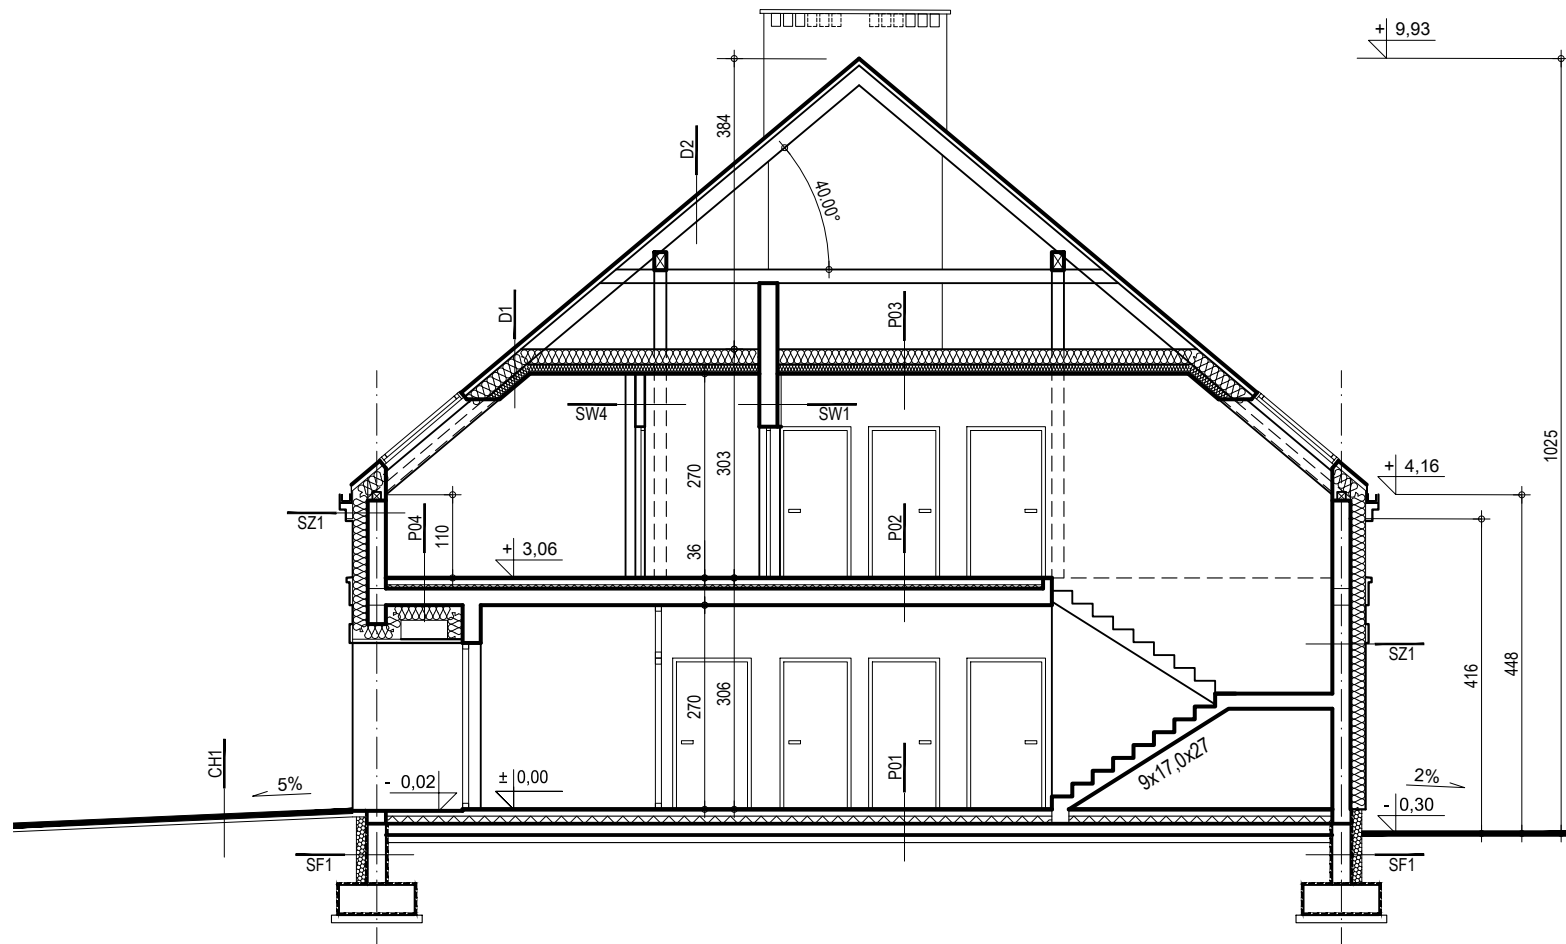 + 9,93
384
D2
40.00°
D1
P03
SW4
SW1
1025
+ 4,16
270
303
SZ1
P04
110
P02
+ 3,06
36
SZ1
448
416
270
306
CH1
5%
- 0,02
± 0,00
P01
9x17,0x27
2%
- 0,30
SF1
SF1